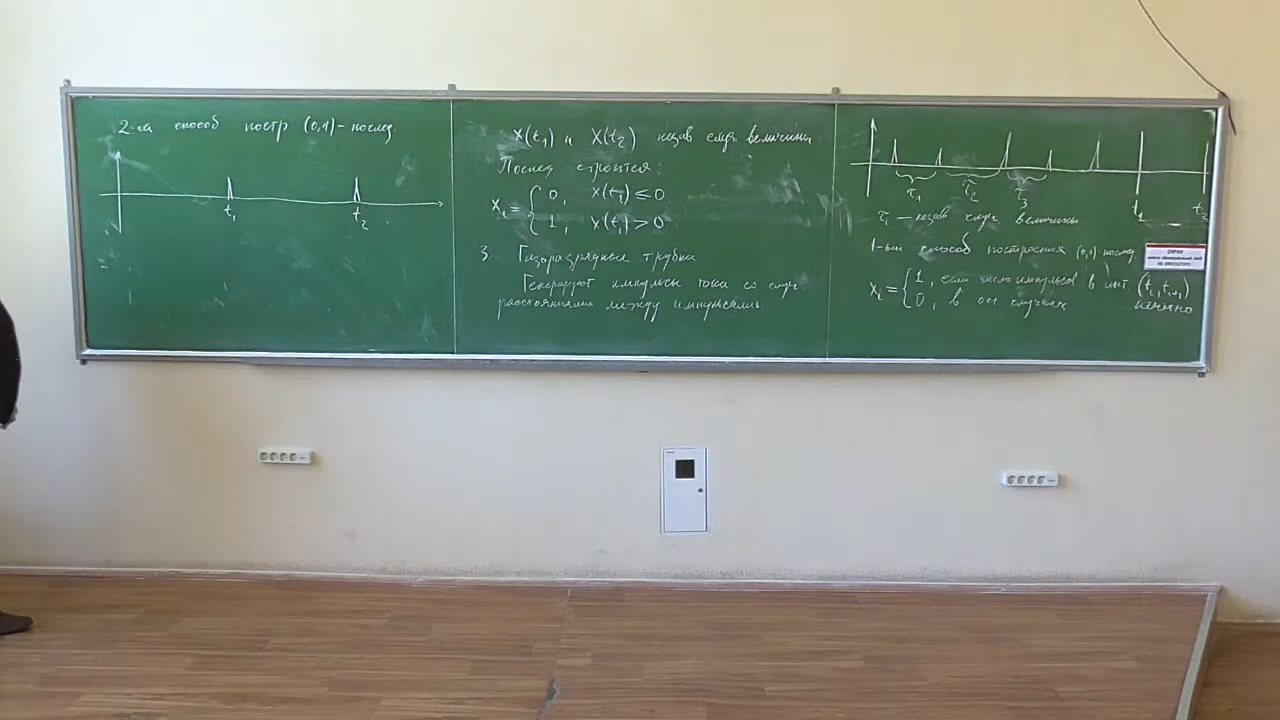 2-га способ постр (0,1)-послед.
t₁ t₂
X(t₁) и X(t₂) незав случ величины
Послед строится:
Xᵢ = { 0, X(tᵢ) ≤ 0
1, X(tᵢ) > 0
3. Газоразрядные трубки
Генерируют импульсы тока со случ
расстояниями между импульсами.
τ₁ τ₂ τ₃ t₁ t₂
τᵢ – незав случ величины
1-ый способ построения (0,1)-послед
Xᵢ = { 1, если число импульсов в инт. (tᵢ, tᵢ₊₁)
нечетно
0, в ост случаях